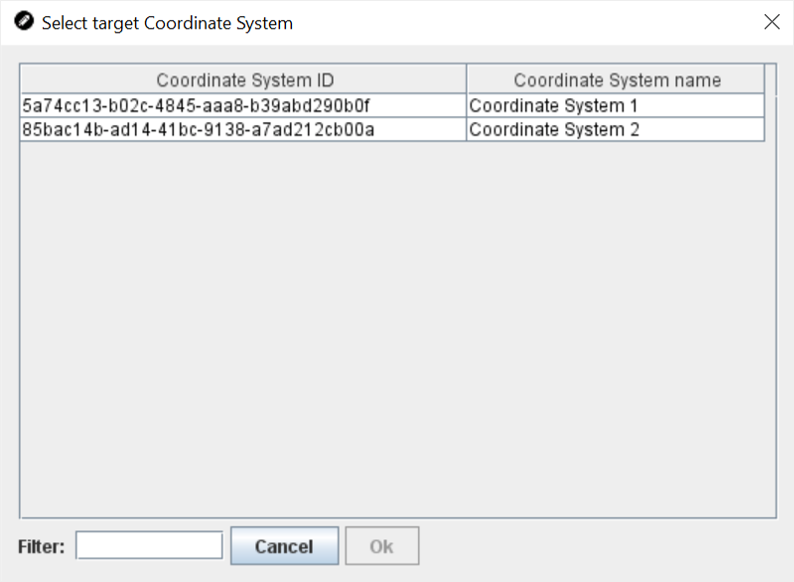 Select target Coordinate System
Coordinate System ID Coordinate System name
5a74cc13-b02c-4845-aaa8-b39abd290b0f Coordinate System 1
85bac14b-ad14-41bc-9138-a7ad212cb00a Coordinate System 2
Filter: Cancel Ok